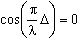 cos(π/λ Δ) = 0